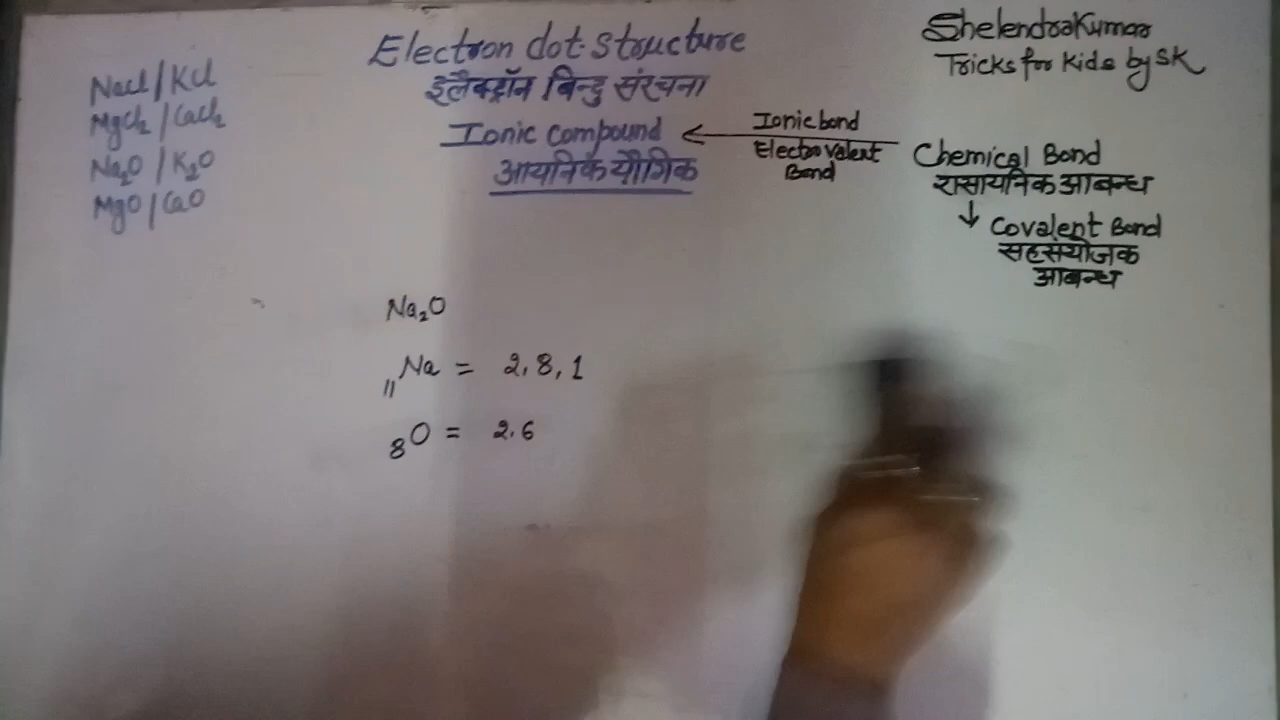 Electron dot structure
इलैक्ट्रॉन बिन्दु संरचना
Ionic compound
आयनिक यौगिक
Shelendra Kumar
Tricks for Kids by SK
NaCl / KCl
MgCl₂ / CaCl₂
Na₂O / K₂O
MgO / CaO
Ionic bond
Electrovalent
Bond
Chemical Bond
रासायनिक आबन्ध
Covalent Bond
सहसंयोजक
आबन्ध
Na₂O
₁₁Na = 2, 8, 1
₈O = 2.6